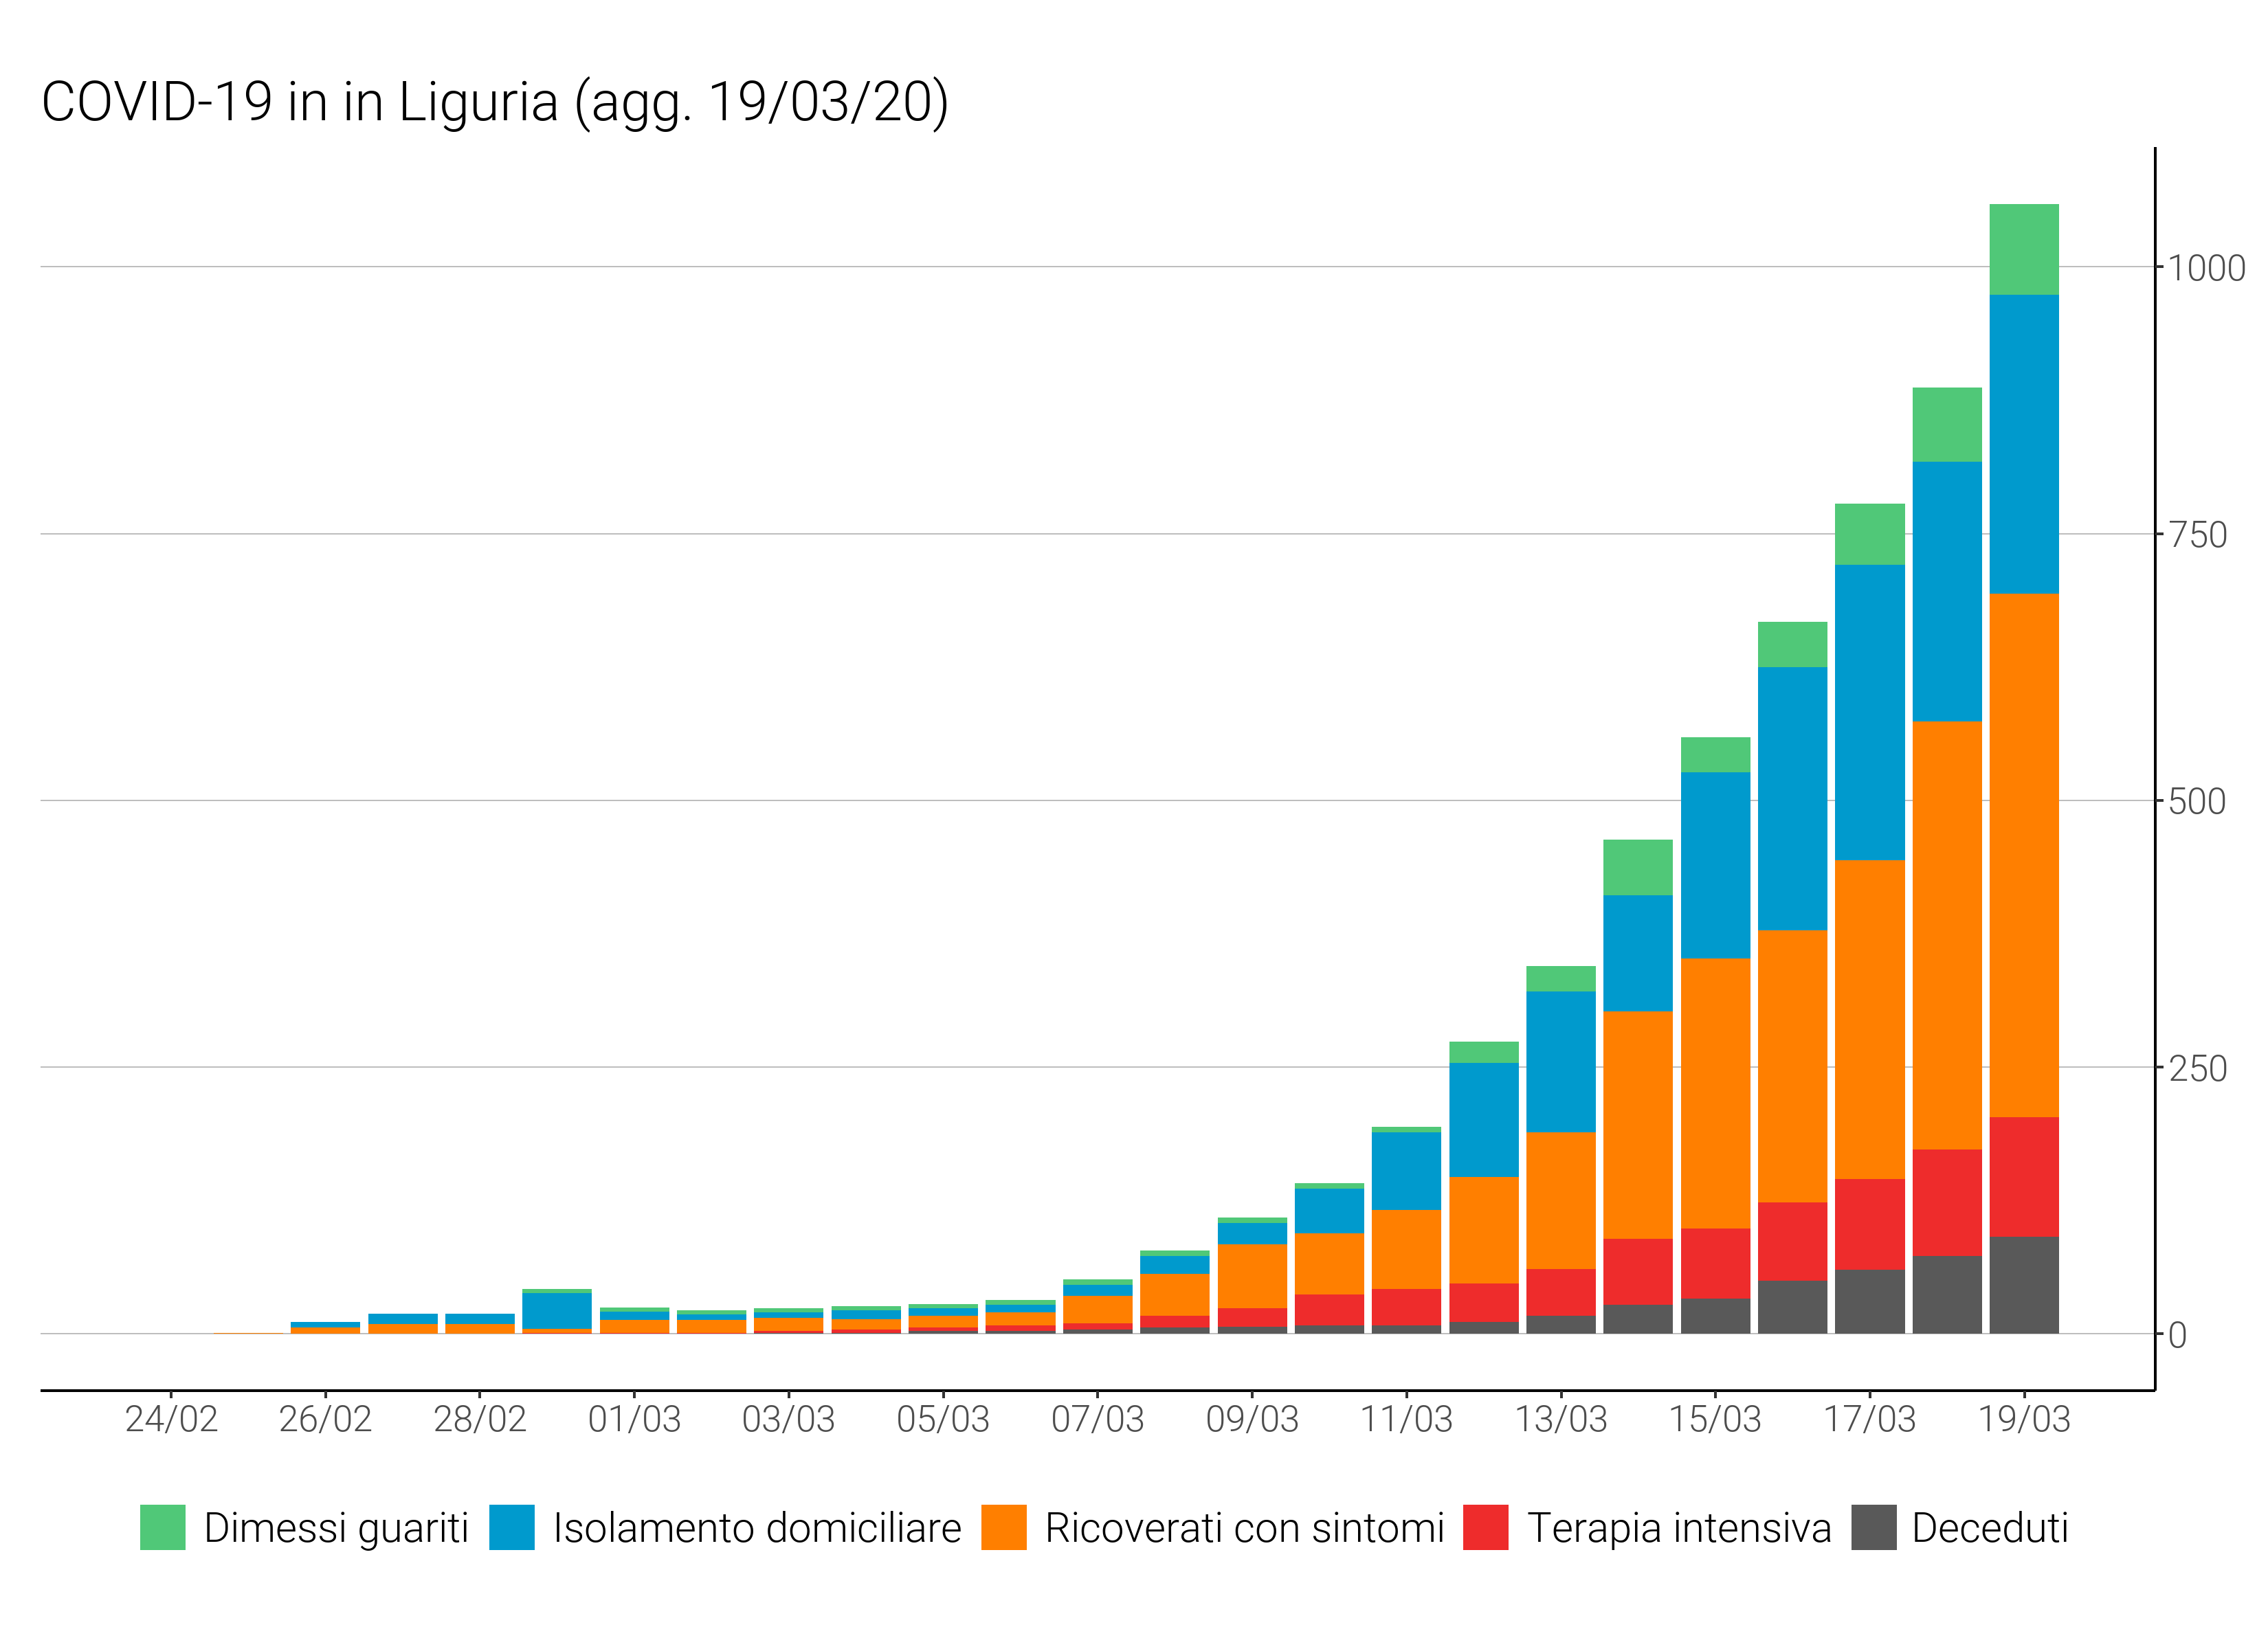 COVID-19 in in Liguria (agg. 19/03/20)
1000
750
500
250
0
24/02 26/02 28/02 01/03 03/03 05/03 07/03 09/03 11/03 13/03 15/03 17/03 19/03
Dimessi guariti Isolamento domiciliare Ricoverati con sintomi Terapia intensiva Deceduti